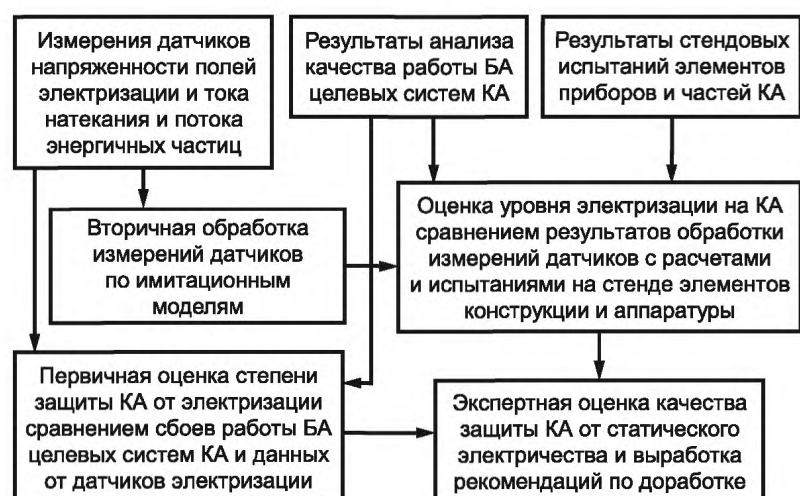 Измерения датчиков
напряженности полей
электризации и тока
натекания и потока
энергичных частиц
Результаты анализа
качества работы БА
целевых систем КА
Результаты стендовых
испытаний элементов
приборов и частей КА
Вторичная обработка
измерений датчиков
по имитационным
моделям
Оценка уровня электризации на КА
сравнением результатов обработки
измерений датчиков с расчетами
и испытаниями на стенде элементов
конструкции и аппаратуры
Первичная оценка степени
защиты КА от электризации
сравнением сбоев работы БА
целевых систем КА и данных
от датчиков электризации
Экспертная оценка качества
защиты КА от статического
электричества и выработка
рекомендаций по доработке